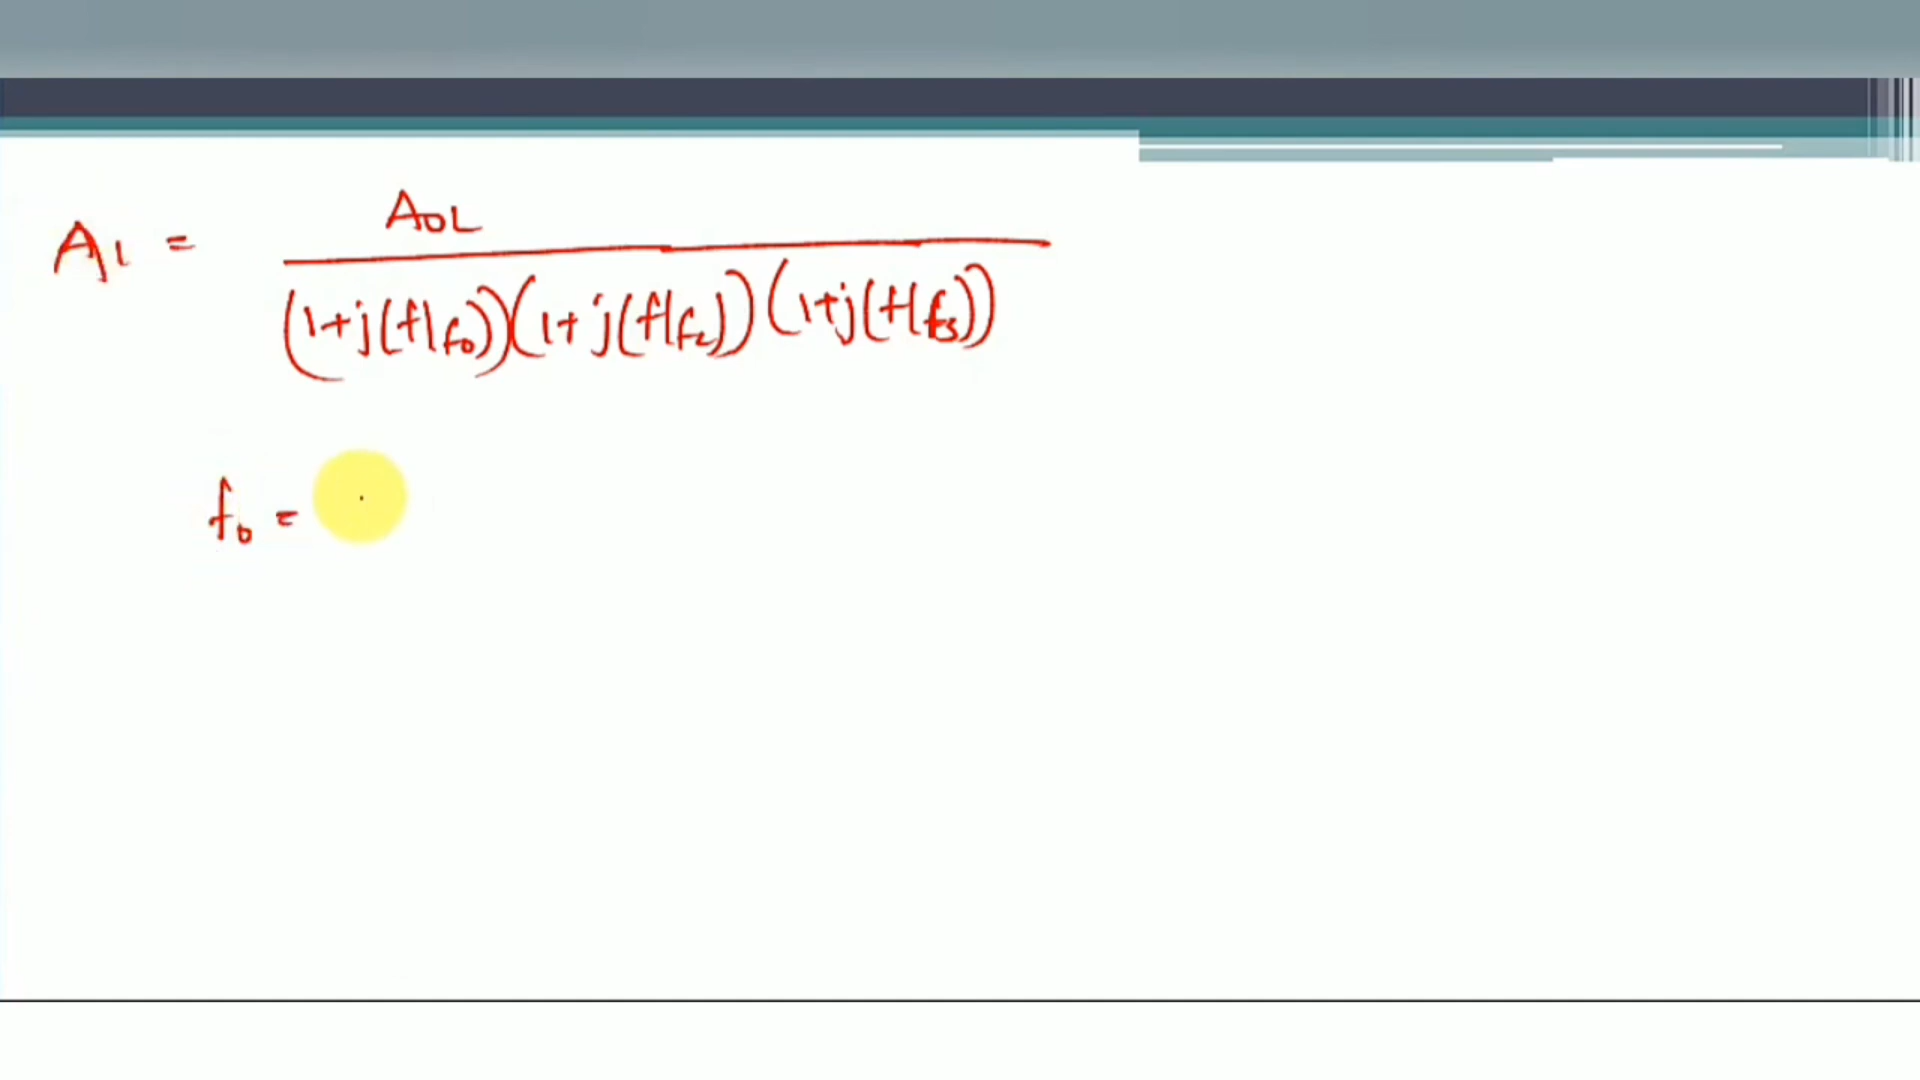 A1 =
AOL
(1+j(f|f0))(1+j(f|f2))(1+j(f|f3))
f0 =